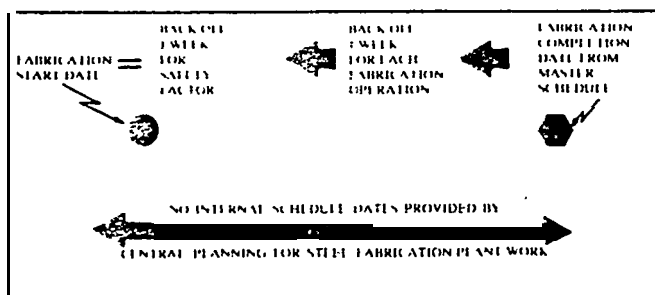 FABRICATION
START DATE
=
BACK OFF
1 WEEK
FOR
SAFETY
FACTOR
BACK OFF
1 WEEK
FOR EACH
FABRICATION
OPERATION
FABRICATION
COMPLETION
DATE FROM
MASTER
SCHEDULE
NO INTERNAL SCHEDULE DATES PROVIDED BY
CENTRAL PLANNING FOR STEEL FABRICATION PLANT WORK